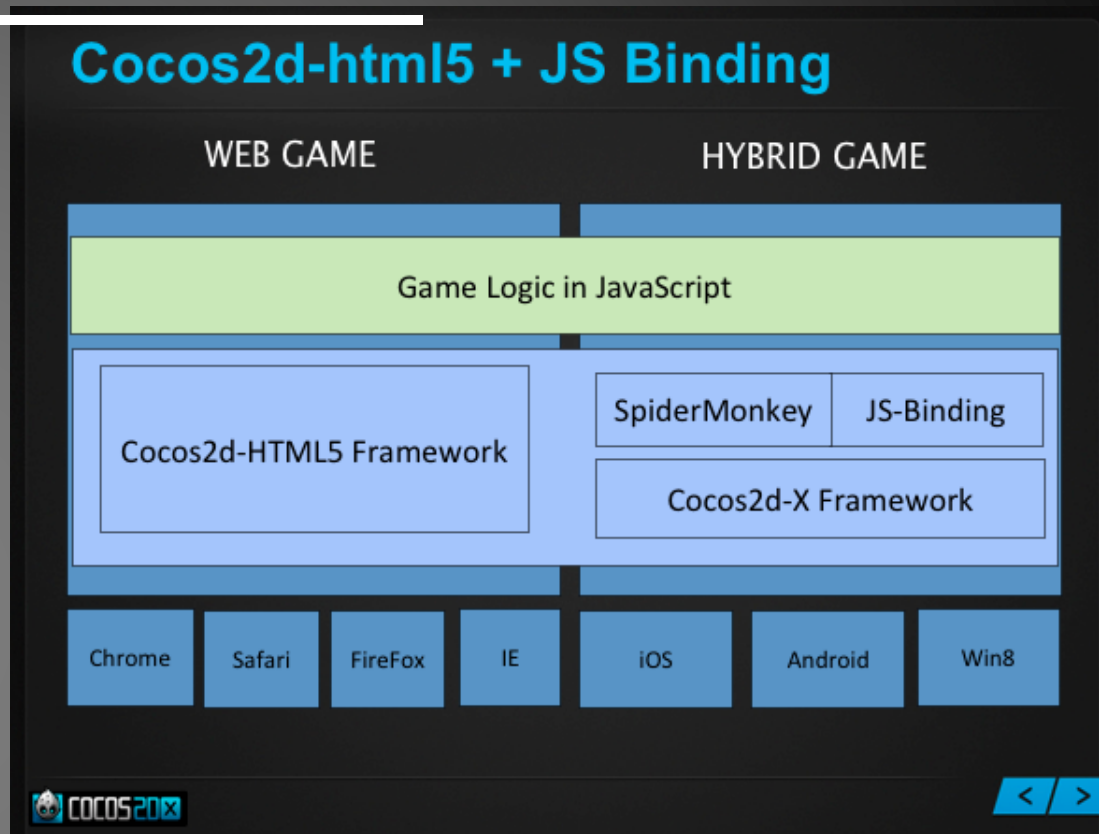 Cocos2d-html5 + JS Binding
WEB GAME
HYBRID GAME
Game Logic in JavaScript
Cocos2d-HTML5 Framework
SpiderMonkey
JS-Binding
Cocos2d-X Framework
Chrome
Safari
FireFox
IE
iOS
Android
Win8
COCOS2DX
< / >